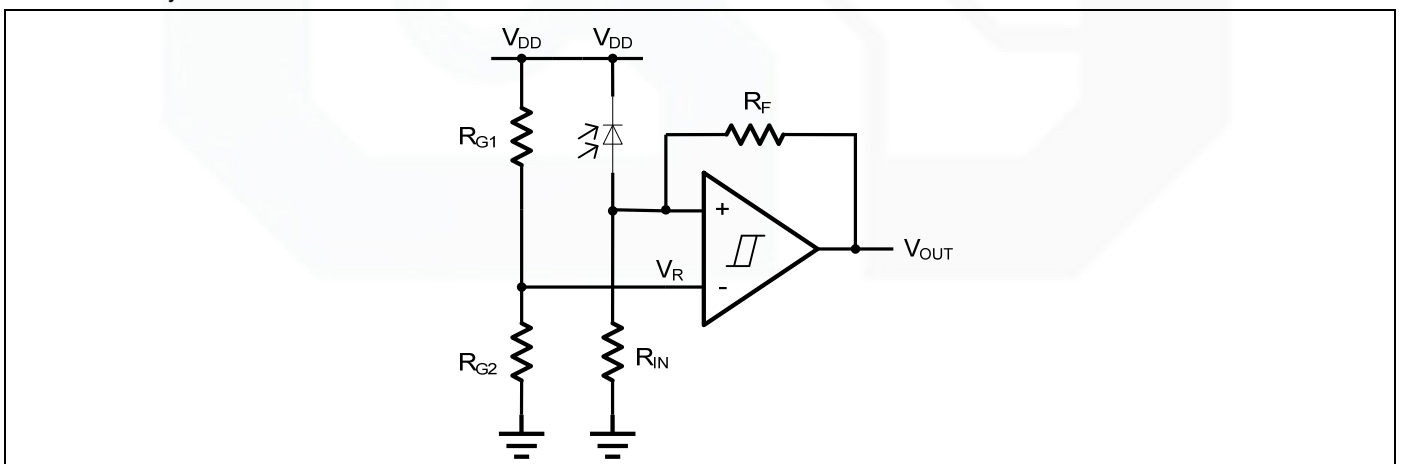 VDD VDD
RF
RG1
+
VOUT
VR
-
RG2
RIN